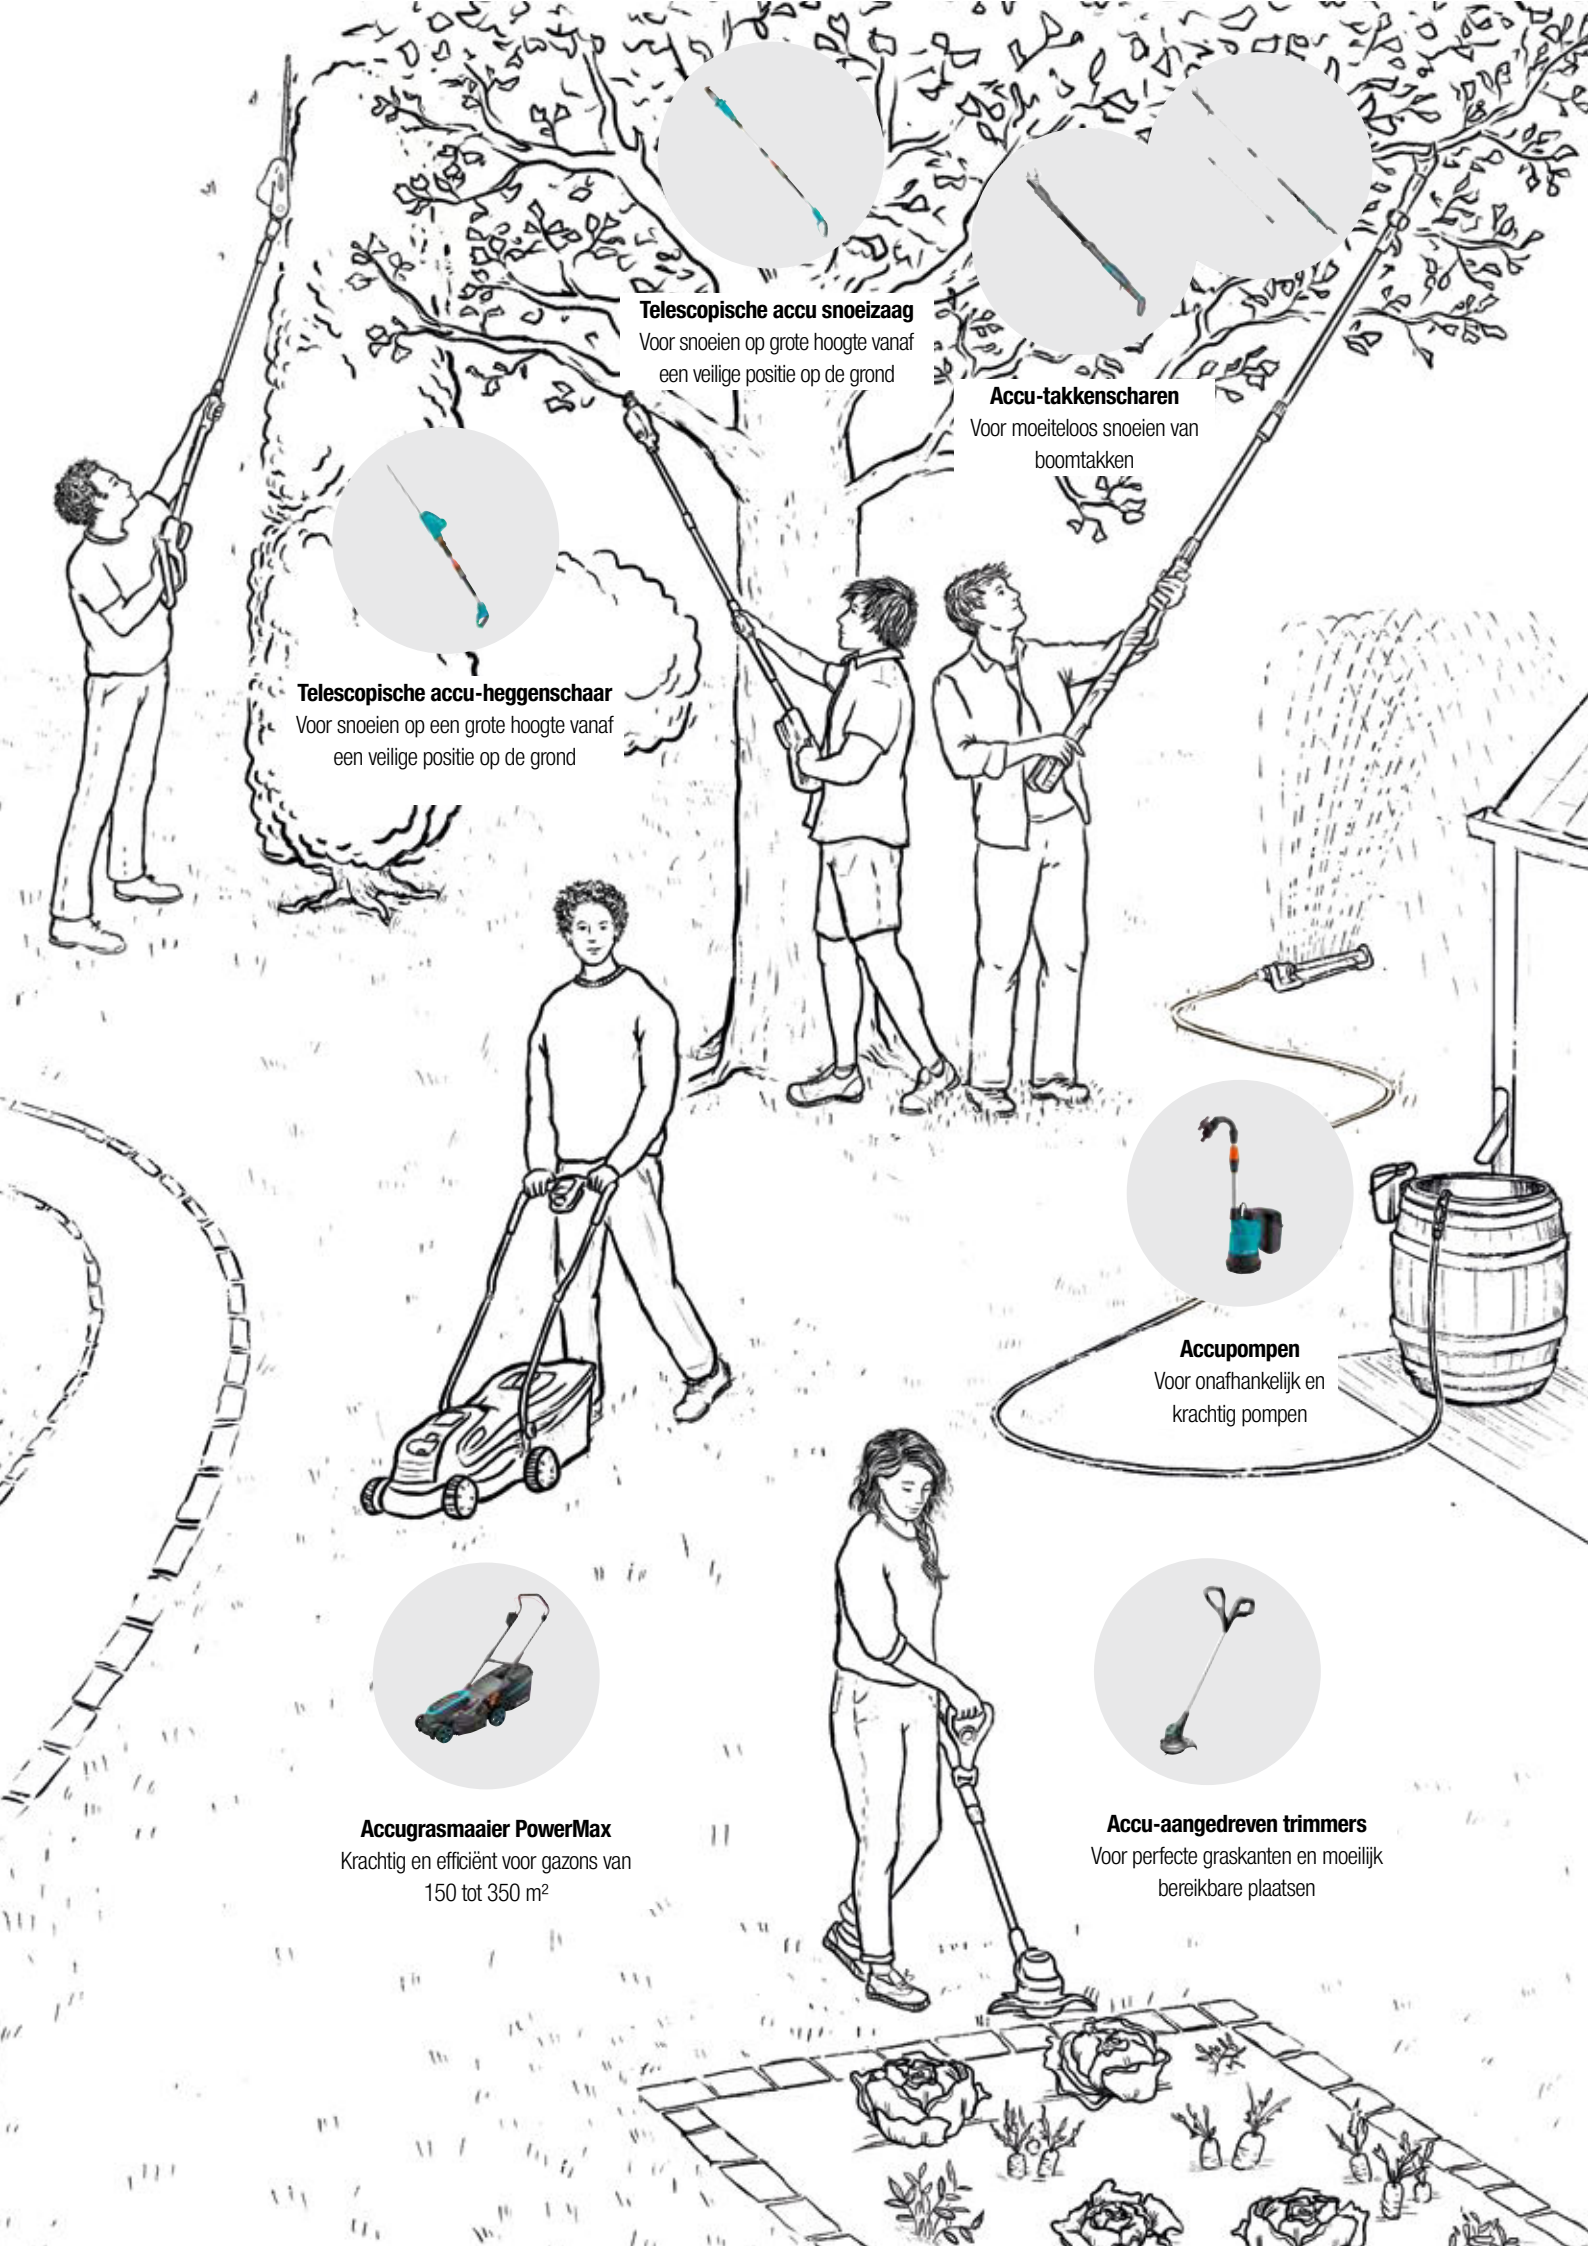 Telescopische accu snoeizaag
Voor snoeien op grote hoogte vanaf
een veilige positie op de grond
Accu-takkenscharen
Voor moeiteloos snoeien van
boomtakken
Telescopische accu-heggenschaar
Voor snoeien op een grote hoogte vanaf
een veilige positie op de grond
Accupompen
Voor onafhankelijk en
krachtig pompen
Accugrasmaaier PowerMax
Krachtig en efficiënt voor gazons van
150 tot 350 m²
Accu-aangedreven trimmers
Voor perfecte graskanten en moeilijk
bereikbare plaatsen